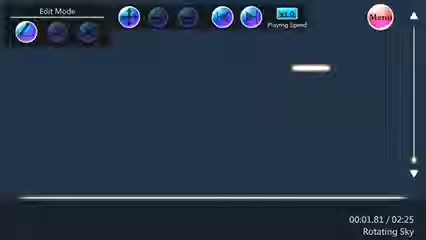 Edit Mode
x1.0
Playing Speed
Menu
00:01.81 / 02:25
Rotating Sky